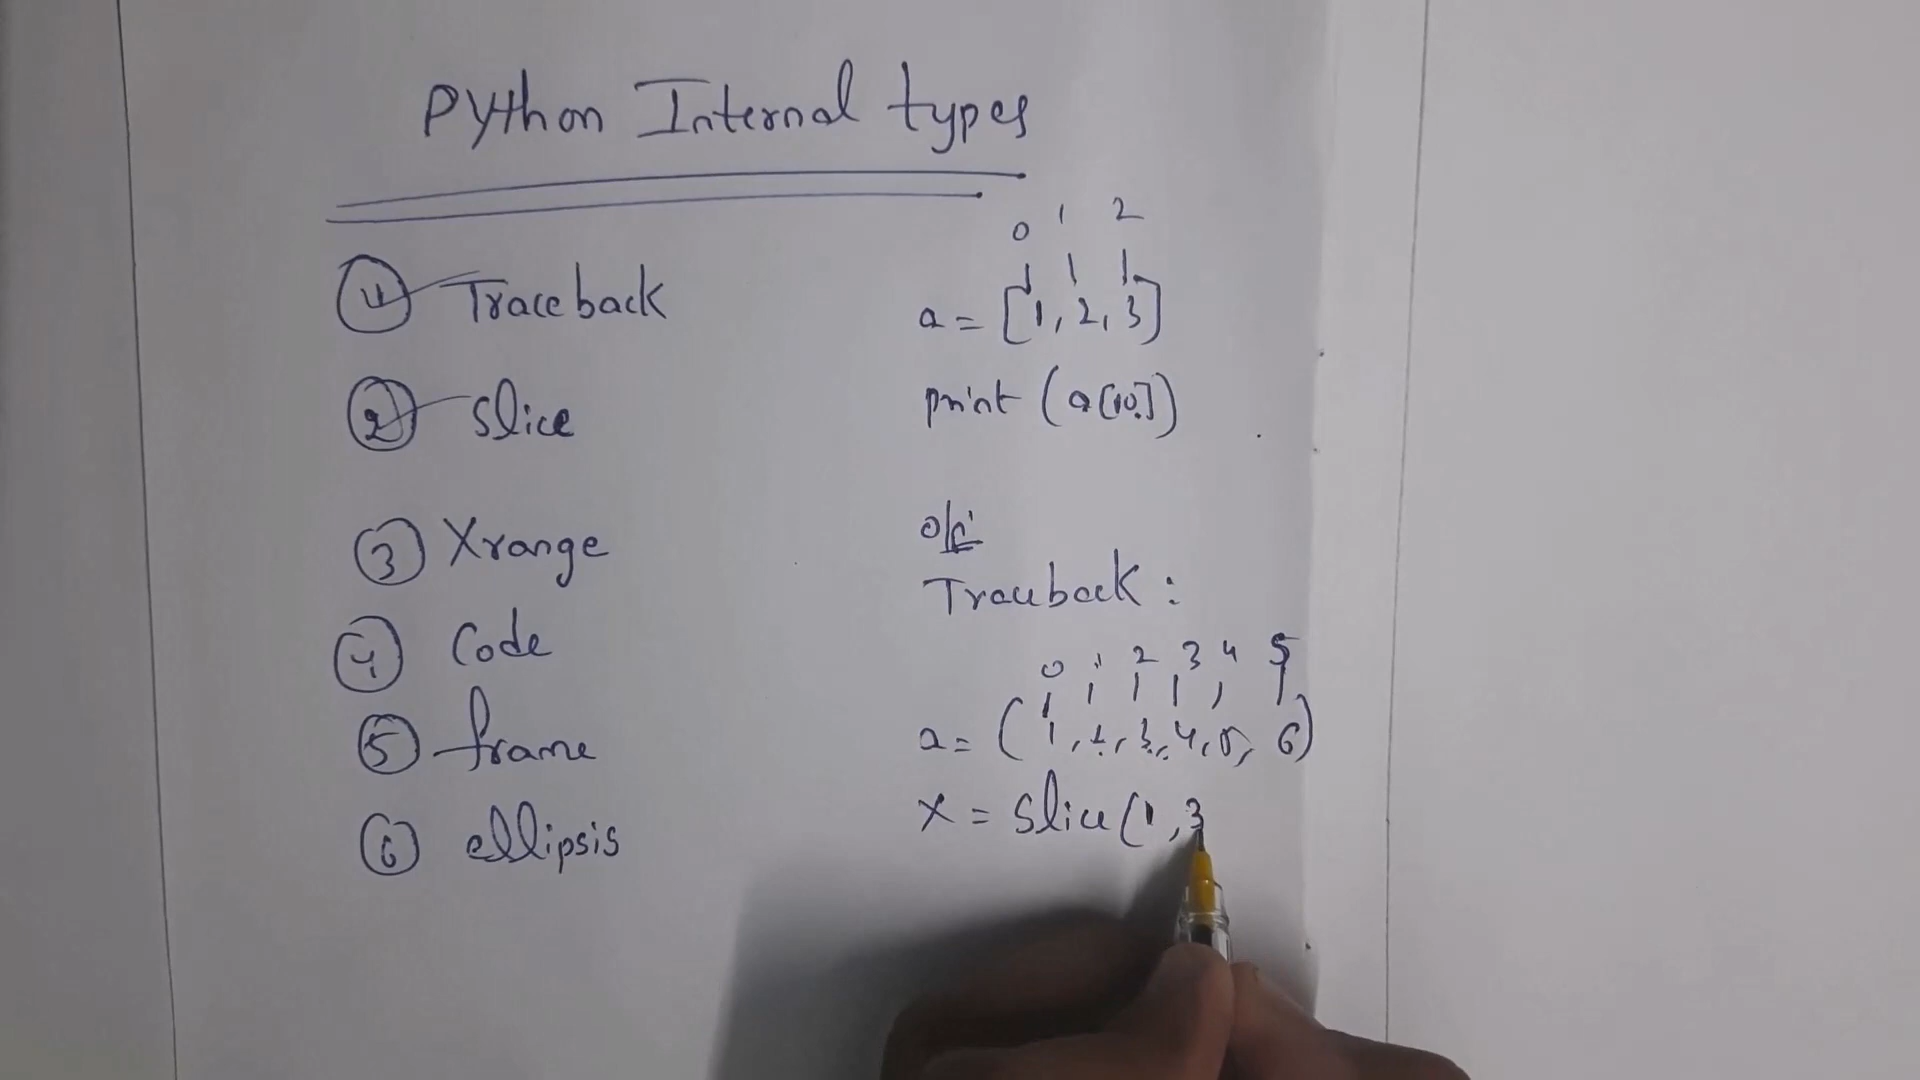 Python Internal types
① Traceback
② slice
③ Xrange
④ Code
⑤ frame
⑥ ellipsis
0 1 2
a = [1, 2, 3]
print (a[10])
o/p
Traceback :
0 1 2 3 4 5
a = (1, 2, 3, 4, 5, 6)
x = slice(1, 3